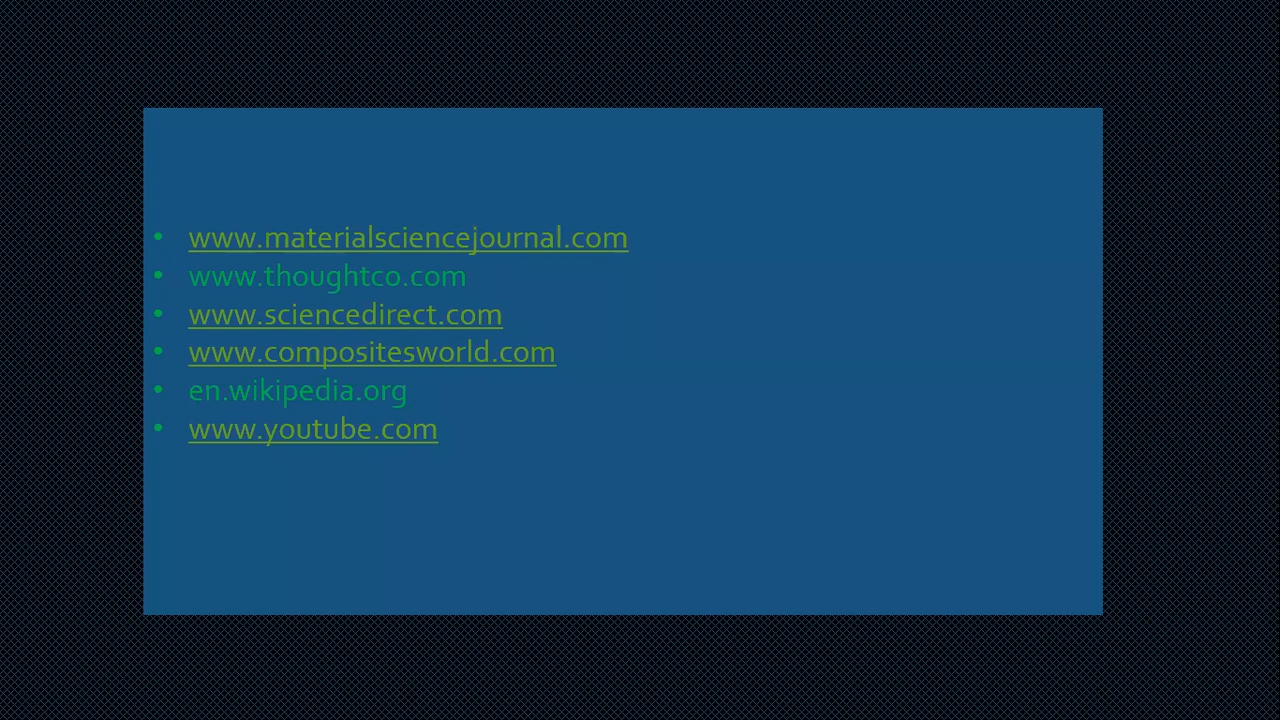 • www.materialsciencejournal.com
• www.thoughtco.com
• www.sciencedirect.com
• www.compositesworld.com
• en.wikipedia.org
• www.youtube.com